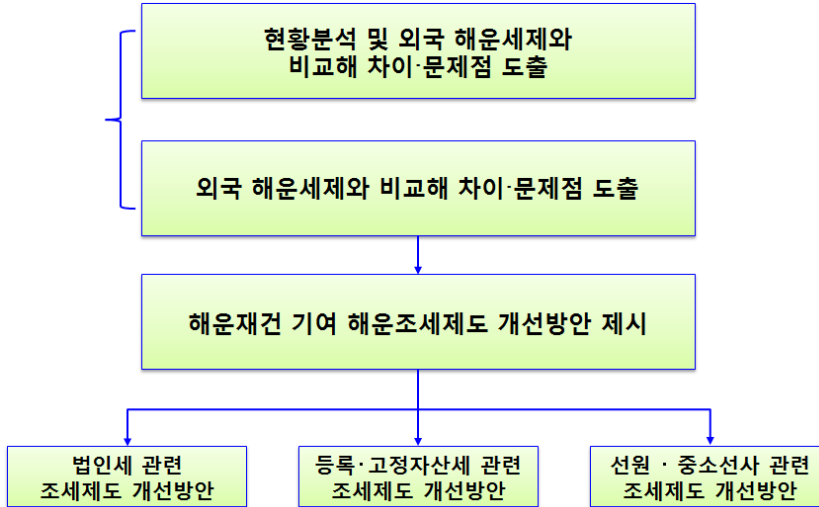 현황분석 및 외국 해운세제와
비교해 차이·문제점 도출
외국 해운세제와 비교해 차이·문제점 도출
해운재건 기여 해운조세제도 개선방안 제시
법인세 관련
조세제도 개선방안
등록·고정자산세 관련
조세제도 개선방안
선원 · 중소선사 관련
조세제도 개선방안